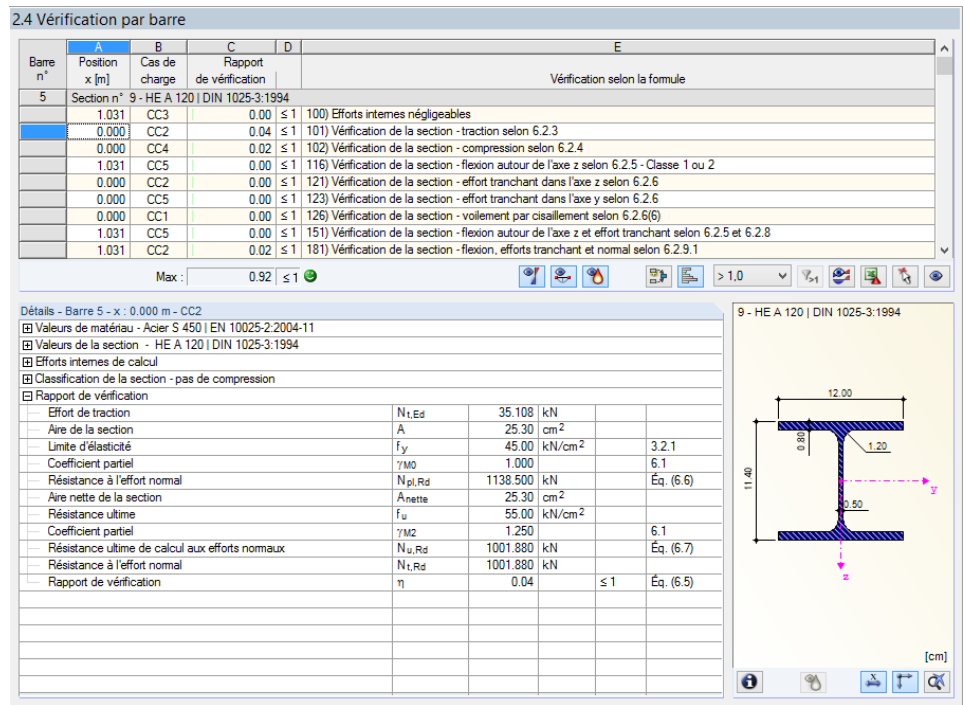 2.4 Vérification par barre
A B C D E
Barre n° Position x [m] Cas de charge Rapport de vérification Vérification selon la formule
5 Section n° 9 - HE A 120 | DIN 1025-3:1994
1.031 CC3 0.00 ≤ 1 100) Efforts internes négligeables
0.000 CC2 0.04 ≤ 1 101) Vérification de la section - traction selon 6.2.3
0.000 CC4 0.02 ≤ 1 102) Vérification de la section - compression selon 6.2.4
1.031 CC5 0.00 ≤ 1 116) Vérification de la section - flexion autour de l'axe z selon 6.2.5 - Classe 1 ou 2
0.000 CC2 0.00 ≤ 1 121) Vérification de la section - effort tranchant dans l'axe z selon 6.2.6
0.000 CC5 0.00 ≤ 1 123) Vérification de la section - effort tranchant dans l'axe y selon 6.2.6
0.000 CC1 0.00 ≤ 1 126) Vérification de la section - voilement par cisaillement selon 6.2.6(6)
1.031 CC5 0.00 ≤ 1 151) Vérification de la section - flexion autour de l'axe z et effort tranchant selon 6.2.5 et 6.2.8
1.031 CC2 0.02 ≤ 1 181) Vérification de la section - flexion, efforts tranchant et normal selon 6.2.9.1
Max : 0.92 ≤ 1 > 1,0
Détails - Barre 5 - x : 0.000 m - CC2
Valeurs de matériau - Acier S 450 | EN 10025-2:2004-11
Valeurs de la section - HE A 120 | DIN 1025-3:1994
Efforts internes de calcul
Classification de la section - pas de compression
Rapport de vérification
Effort de traction N t,Ed 35.108 kN
Aire de la section A 25.30 cm²
Limite d'élasticité f y 45.00 kN/cm² 3.2.1
Coefficient partiel γ M0 1.000 6.1
Résistance à l'effort normal N pl,Rd 1138.500 kN Éq. (6.6)
Aire nette de la section A nette 25.30 cm²
Résistance ultime f u 55.00 kN/cm²
Coefficient partiel γ M2 1.250 6.1
Résistance ultime de calcul aux efforts normaux N u,Rd 1001.880 kN Éq. (6.7)
Résistance à l'effort normal N t,Rd 1001.880 kN
Rapport de vérification η 0.04 ≤ 1 Éq. (6.5)
9 - HE A 120 | DIN 1025-3:1994
12.00
0.80
1.20
11.40
y
0.50
z
[cm]